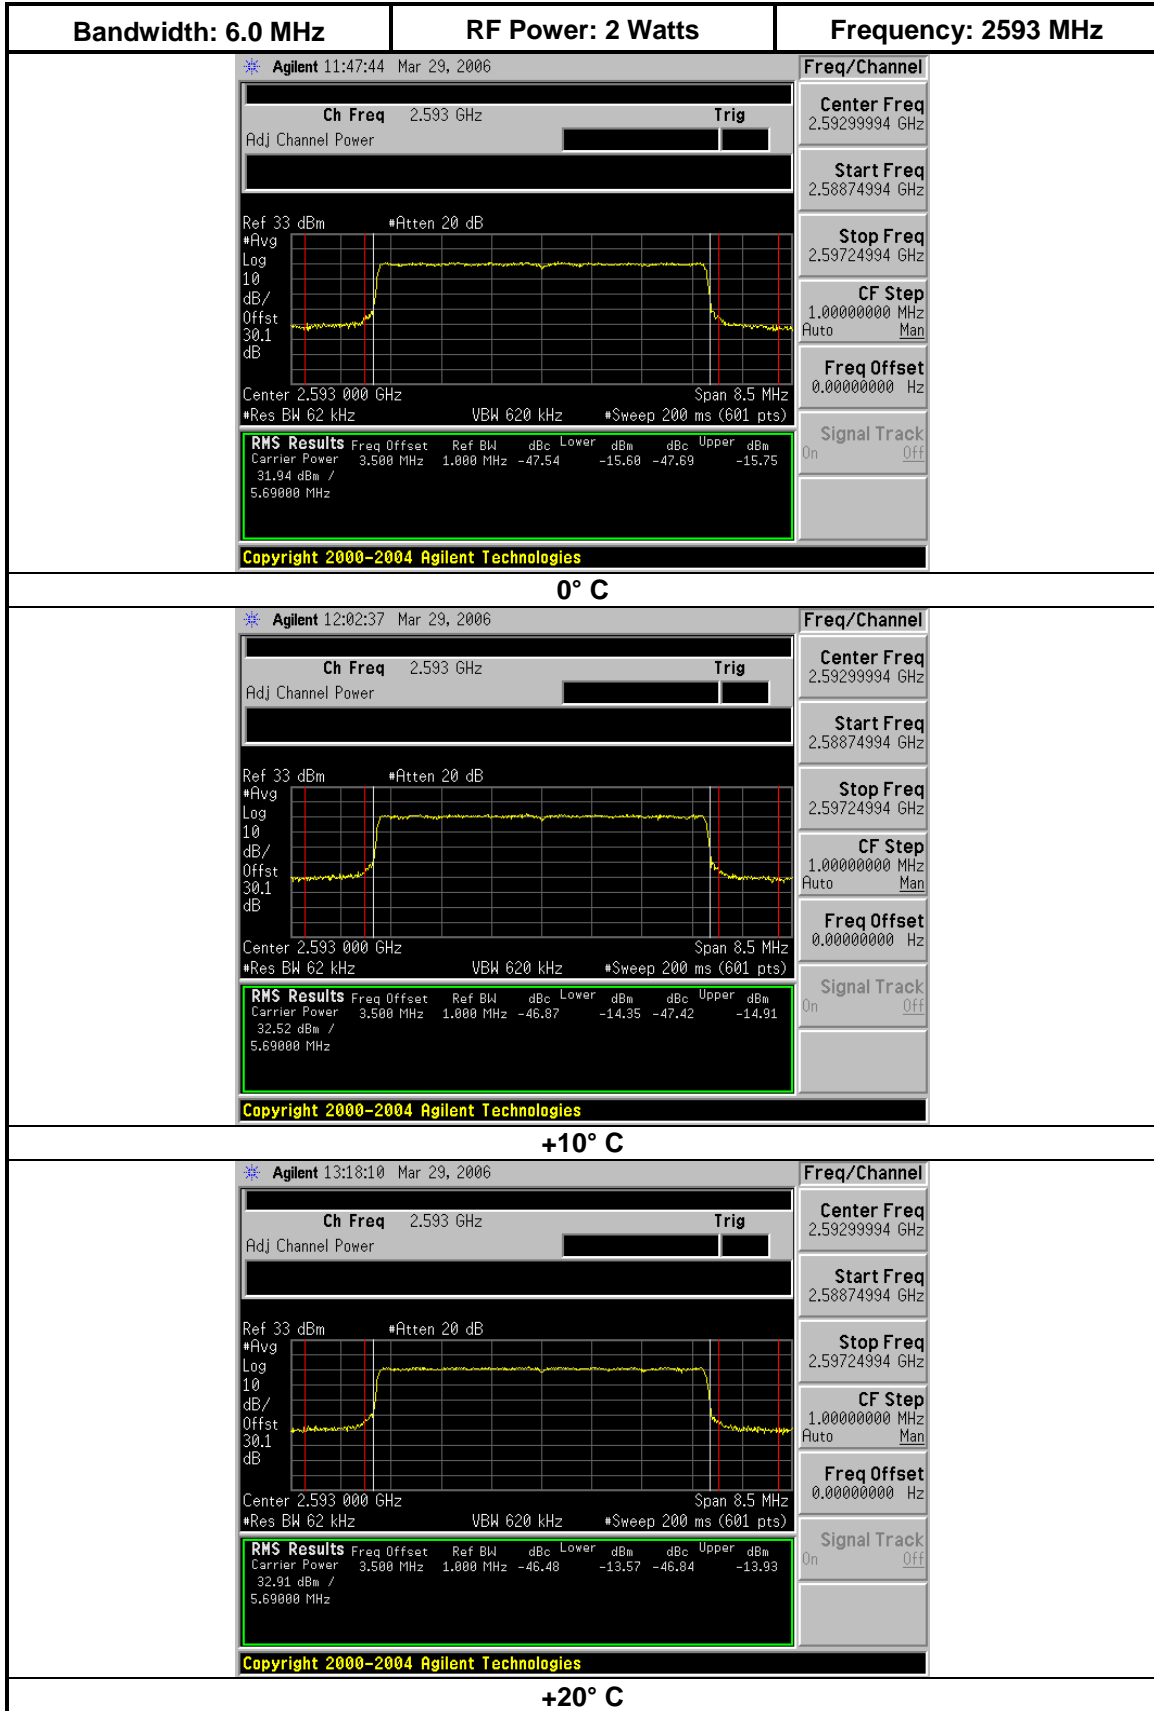 Bandwidth: 6.0 MHz RF Power: 2 Watts Frequency: 2593 MHz
Agilent 11:47:44 Mar 29, 2006 Freq/Channel
Ch Freq 2.593 GHz Trig
Adj Channel Power
Center Freq
2.59299994 GHz
Start Freq
2.58874994 GHz
Stop Freq
2.59724994 GHz
CF Step
1.00000000 MHz
Auto Man
Freq Offset
0.00000000 Hz
Signal Track
On Off
Ref 33 dBm #Atten 20 dB
#Avg
Log
10
dB/
Offst
30.1
dB
Center 2.593 000 GHz Span 8.5 MHz
#Res BW 62 kHz VBW 620 kHz #Sweep 200 ms (601 pts)
RMS Results Freq Offset Ref BW dBc Lower dBm dBc Upper dBm
Carrier Power 3.500 MHz 1.000 MHz -47.54 -15.60 -47.69 -15.75
31.94 dBm /
5.69000 MHz
Copyright 2000-2004 Agilent Technologies
0° C
Agilent 12:02:37 Mar 29, 2006 Freq/Channel
Ch Freq 2.593 GHz Trig
Adj Channel Power
Center Freq
2.59299994 GHz
Start Freq
2.58874994 GHz
Stop Freq
2.59724994 GHz
CF Step
1.00000000 MHz
Auto Man
Freq Offset
0.00000000 Hz
Signal Track
On Off
Ref 33 dBm #Atten 20 dB
#Avg
Log
10
dB/
Offst
30.1
dB
Center 2.593 000 GHz Span 8.5 MHz
#Res BW 62 kHz VBW 620 kHz #Sweep 200 ms (601 pts)
RMS Results Freq Offset Ref BW dBc Lower dBm dBc Upper dBm
Carrier Power 3.500 MHz 1.000 MHz -46.87 -14.35 -47.42 -14.91
32.52 dBm /
5.69000 MHz
Copyright 2000-2004 Agilent Technologies
+10° C
Agilent 13:18:10 Mar 29, 2006 Freq/Channel
Ch Freq 2.593 GHz Trig
Adj Channel Power
Center Freq
2.59299994 GHz
Start Freq
2.58874994 GHz
Stop Freq
2.59724994 GHz
CF Step
1.00000000 MHz
Auto Man
Freq Offset
0.00000000 Hz
Signal Track
On Off
Ref 33 dBm #Atten 20 dB
#Avg
Log
10
dB/
Offst
30.1
dB
Center 2.593 000 GHz Span 8.5 MHz
#Res BW 62 kHz VBW 620 kHz #Sweep 200 ms (601 pts)
RMS Results Freq Offset Ref BW dBc Lower dBm dBc Upper dBm
Carrier Power 3.500 MHz 1.000 MHz -46.48 -13.57 -46.84 -13.93
32.91 dBm /
5.69000 MHz
Copyright 2000-2004 Agilent Technologies
+20° C